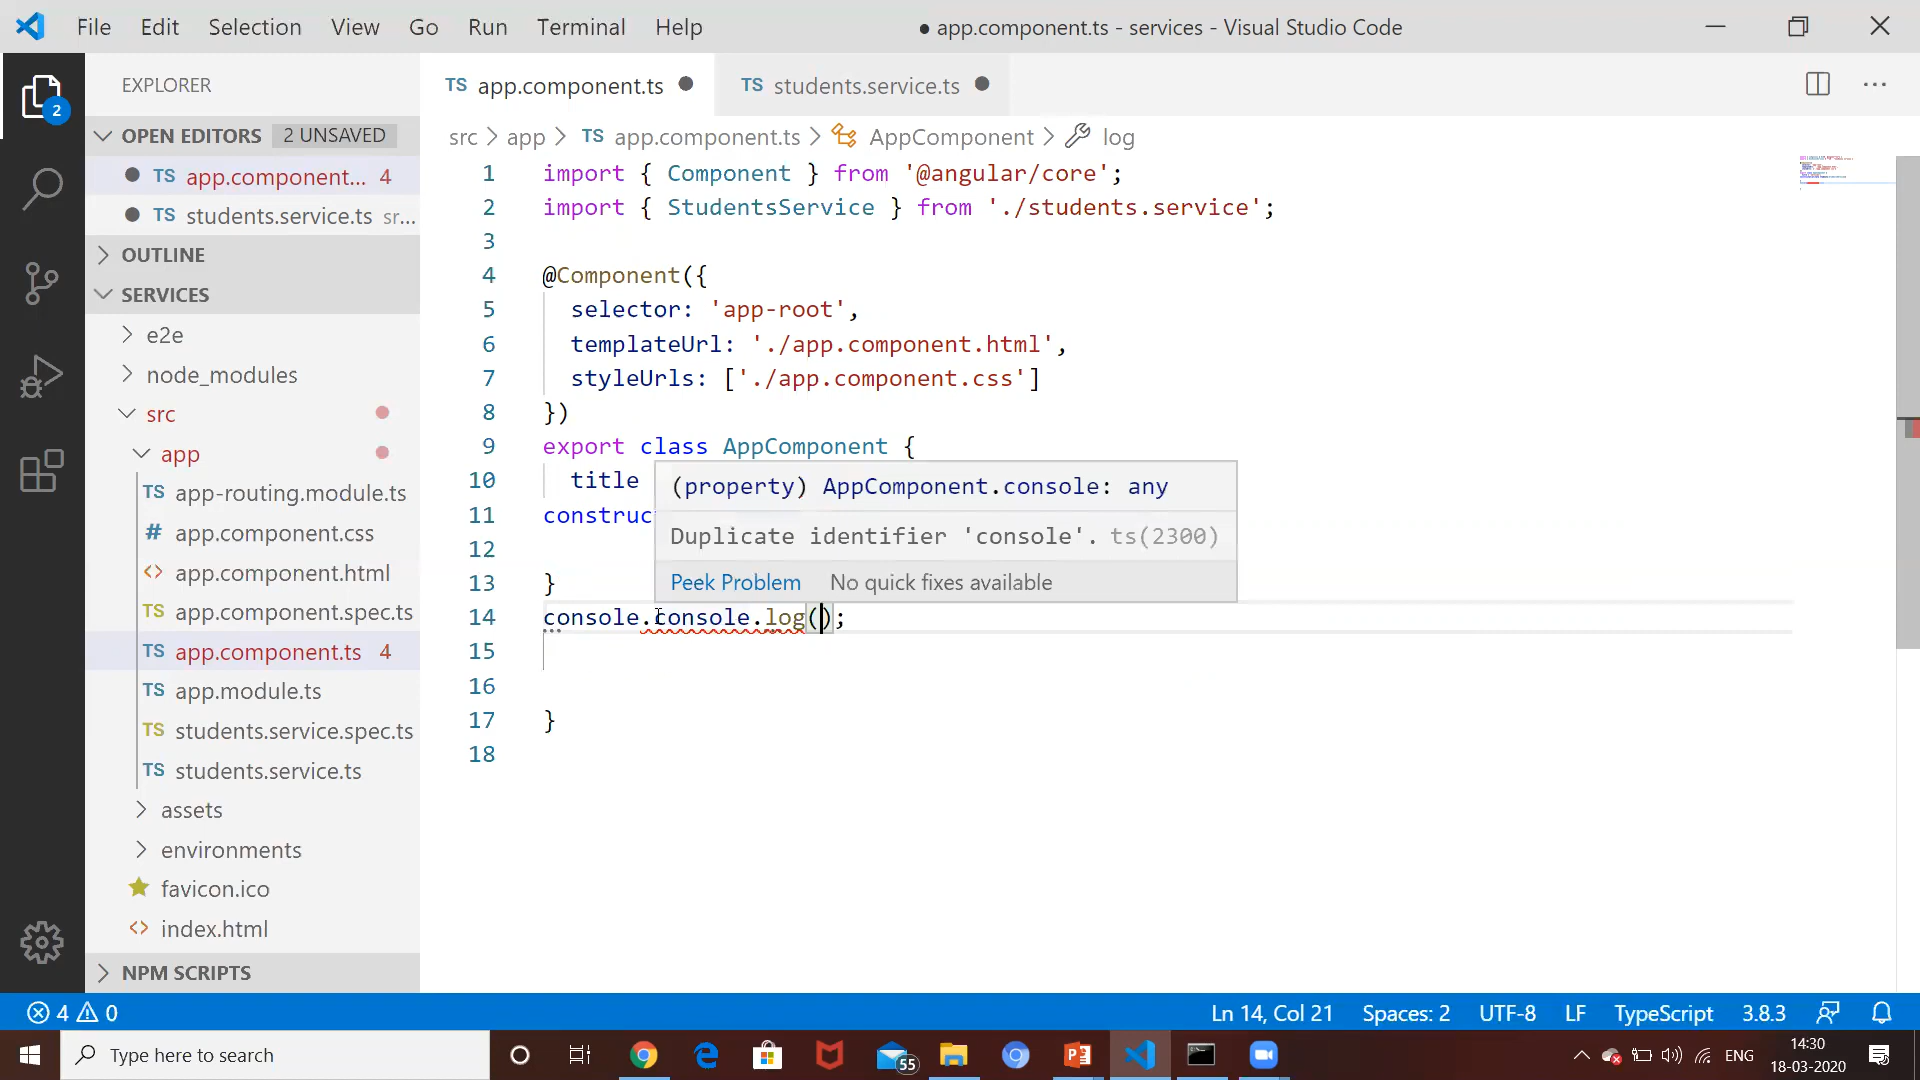 File Edit Selection View Go Run Terminal Help
● app.component.ts - services - Visual Studio Code
2
EXPLORER
OPEN EDITORS 2 UNSAVED
TS app.component... 4
TS students.service.ts sr...
OUTLINE
SERVICES
e2e
node_modules
src
app
TS app-routing.module.ts
# app.component.css
<> app.component.html
TS app.component.spec.ts
TS app.component.ts 4
TS app.module.ts
TS students.service.spec.ts
TS students.service.ts
assets
environments
favicon.ico
<> index.html
NPM SCRIPTS
TS app.component.ts ●
TS students.service.ts ●
src > app > TS app.component.ts > AppComponent > log
1 import { Component } from '@angular/core';
2 import { StudentsService } from './students.service';
3
4 @Component({
5 selector: 'app-root',
6 templateUrl: './app.component.html',
7 styleUrls: ['./app.component.css']
8 })
9 export class AppComponent {
10 title
11 construc
12
13 }
14 console.console.log();
15
16
17 }
18
(property) AppComponent.console: any
Duplicate identifier 'console'. ts(2300)
Peek Problem No quick fixes available
4 0
Ln 14, Col 21 Spaces: 2 UTF-8 LF TypeScript 3.8.3
Type here to search
55
ENG
14:30
18-03-2020